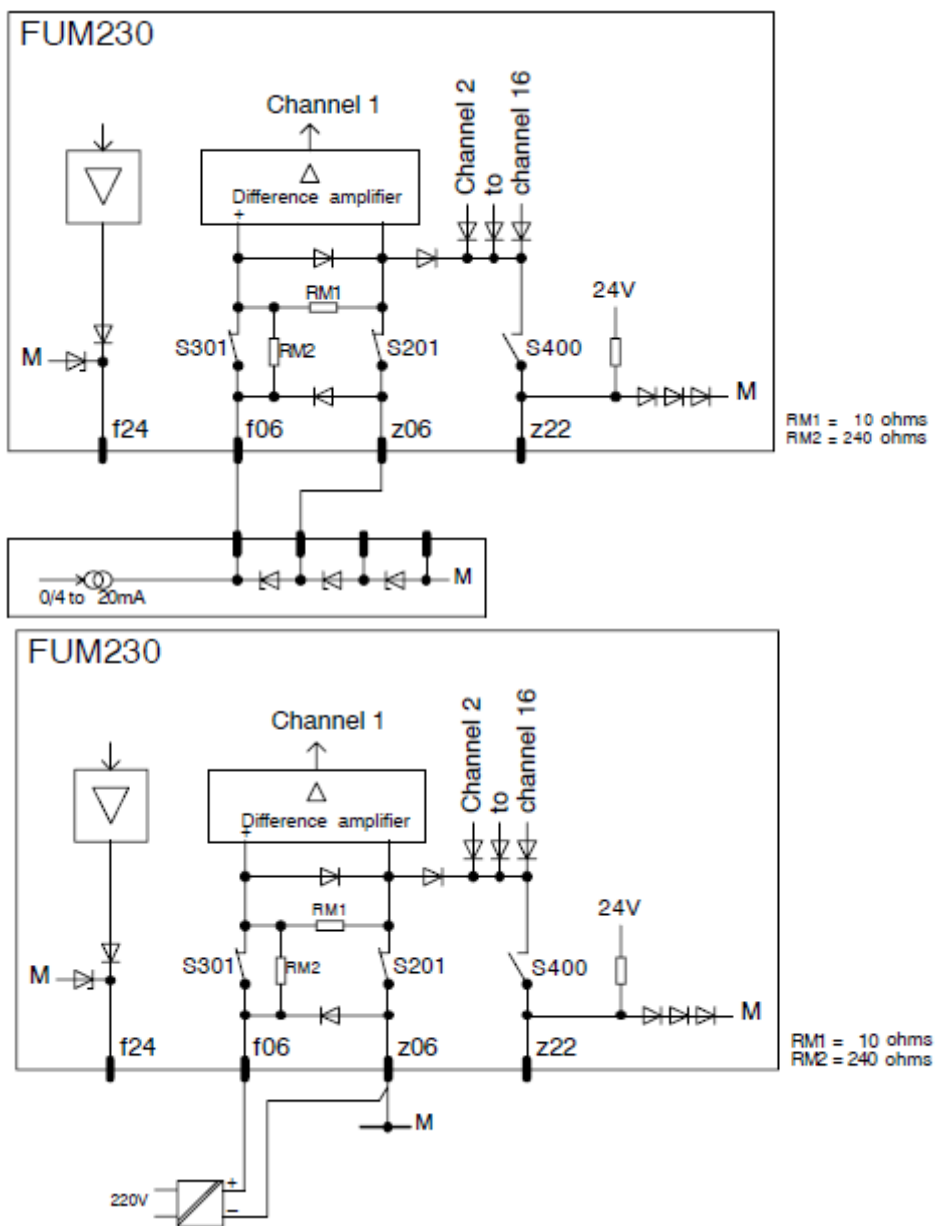 FUM230
Channel 1
Δ
Difference amplifier
+
Channel 2
to
channel 16
24V
RM1
S301
RM2
S201
S400
M
M
f24
f06
z06
z22
RM1 = 10 ohms
RM2 = 240 ohms
0/4 to 20mA
M
FUM230
Channel 1
Δ
Difference amplifier
+
Channel 2
to
channel 16
24V
RM1
S301
RM2
S201
S400
M
M
f24
f06
z06
z22
RM1 = 10 ohms
RM2 = 240 ohms
M
220V
+
−